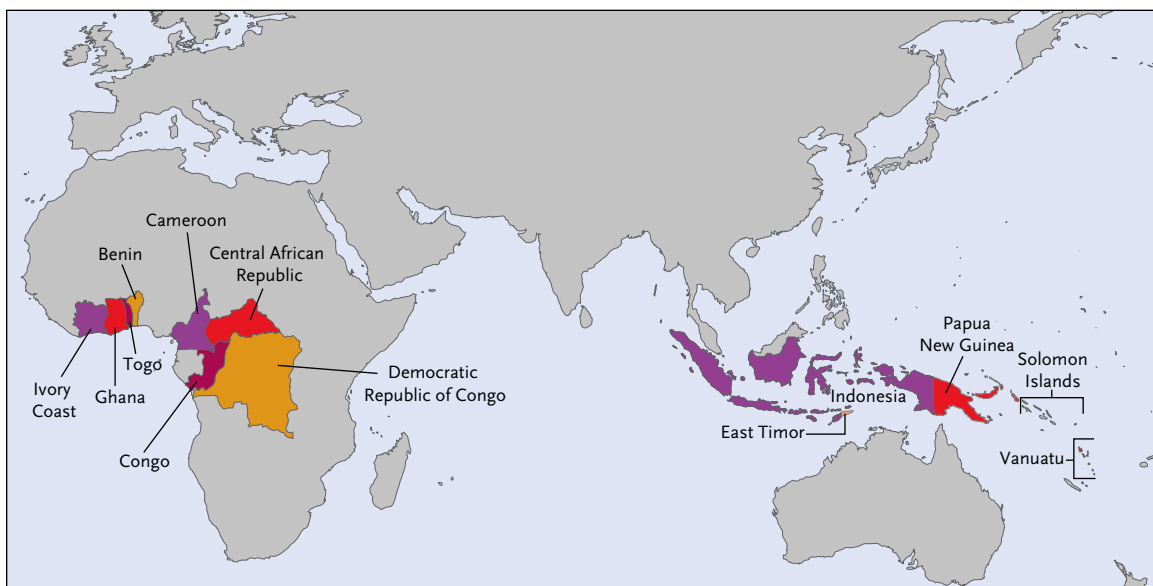 Cameroon
Benin
Central African
Republic
Ivory
Coast
Ghana
Togo
Congo
Democratic
Republic of Congo
Papua
New Guinea
Solomon
Islands
Indonesia
East Timor
Vanuatu